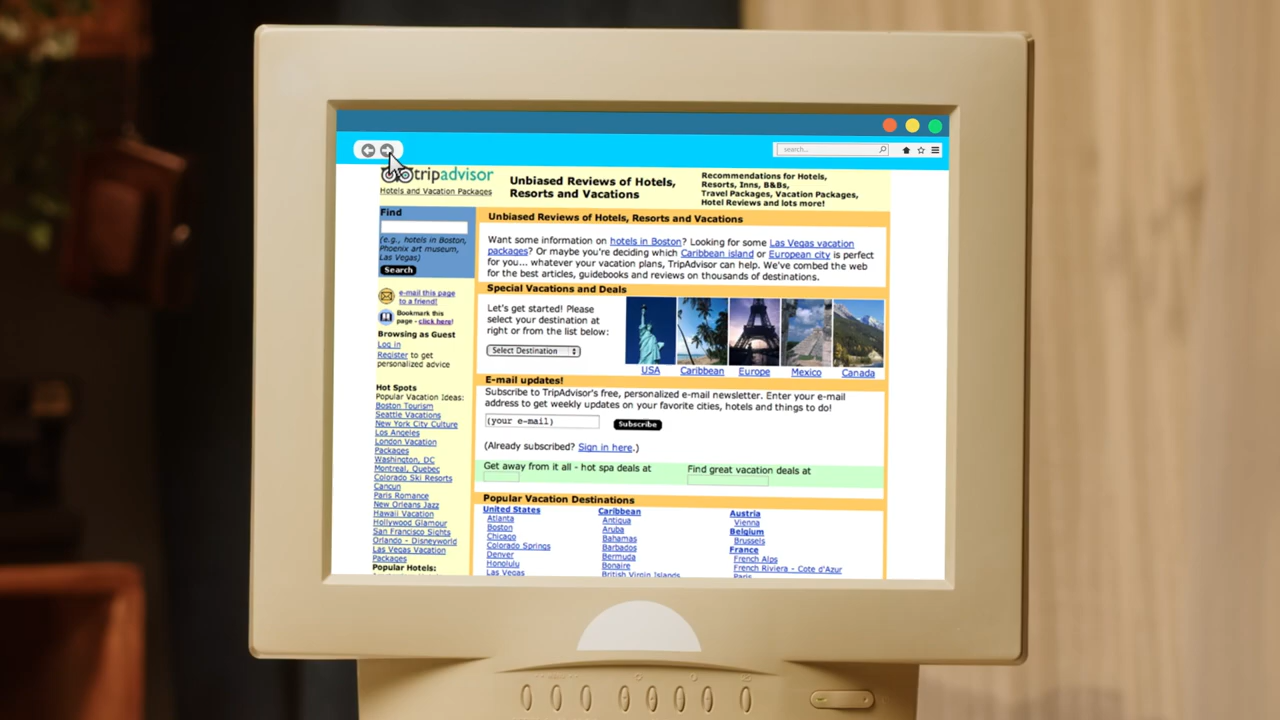 search...
tripadvisor
Hotels and Vacation Packages
Unbiased Reviews of Hotels,
Resorts and Vacations
Recommendations for Hotels,
Resorts, Inns, B&Bs,
Travel Packages, Vacation Packages,
Hotel Reviews and lots more!
Find
(e.g., hotels in Boston,
Phoenix art museum,
Las Vegas)
Search
e-mail this page
to a friend!
Bookmark this
page - click here!
Browsing as Guest
Log in
Register to get
personalized advice
Hot Spots
Popular Vacation Ideas:
Boston Tourism
Seattle Vacations
New York City Culture
Los Angeles
London Vacation
Packages
Washington, DC
Montreal, Quebec
Colorado Ski Resorts
Cancun
Paris Romance
New Orleans Jazz
Hawaii Vacation
Hollywood Glamour
San Francisco Sights
Orlando - Disneyworld
Las Vegas Vacation
Packages
Popular Hotels:
Unbiased Reviews of Hotels, Resorts and Vacations
Want some information on hotels in Boston? Looking for some Las Vegas vacation
packages? Or maybe you're deciding which Caribbean island or European city is perfect
for you... whatever your vacation plans, TripAdvisor can help. We've combed the web
for the best articles, guidebooks and reviews on thousands of destinations.
Special Vacations and Deals
Let's get started! Please
select your destination at
right or from the list below:
Select Destination
USA
Caribbean
Europe
Mexico
Canada
E-mail updates!
Subscribe to TripAdvisor's free, personalized e-mail newsletter. Enter your e-mail
address to get weekly updates on your favorite cities, hotels and things to do!
(your e-mail)
Subscribe
(Already subscribed? Sign in here.)
Get away from it all - hot spa deals at
Find great vacation deals at
Popular Vacation Destinations
United States
Atlanta
Boston
Chicago
Colorado Springs
Denver
Honolulu
Las Vegas
Caribbean
Antigua
Aruba
Bahamas
Barbados
Bermuda
Bonaire
British Virgin Islands
Austria
Vienna
Belgium
Brussels
France
French Alps
French Riviera - Cote d'Azur
Paris